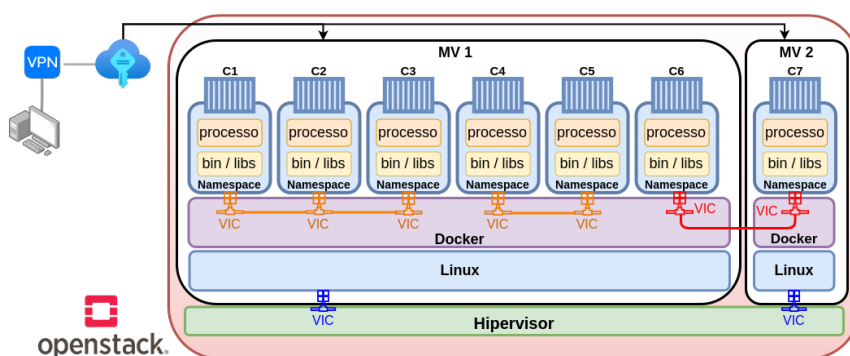 VPN
MV 1
MV 2
C1
C2
C3
C4
C5
C6
C7
processo
processo
processo
processo
processo
processo
processo
bin / libs
bin / libs
bin / libs
bin / libs
bin / libs
bin / libs
bin / libs
Namespace
Namespace
Namespace
Namespace
Namespace
Namespace
Namespace
VIC
VIC
VIC
VIC
VIC
VIC
VIC
Docker
Docker
Linux
Linux
VIC
VIC
Hipervisor
openstack.